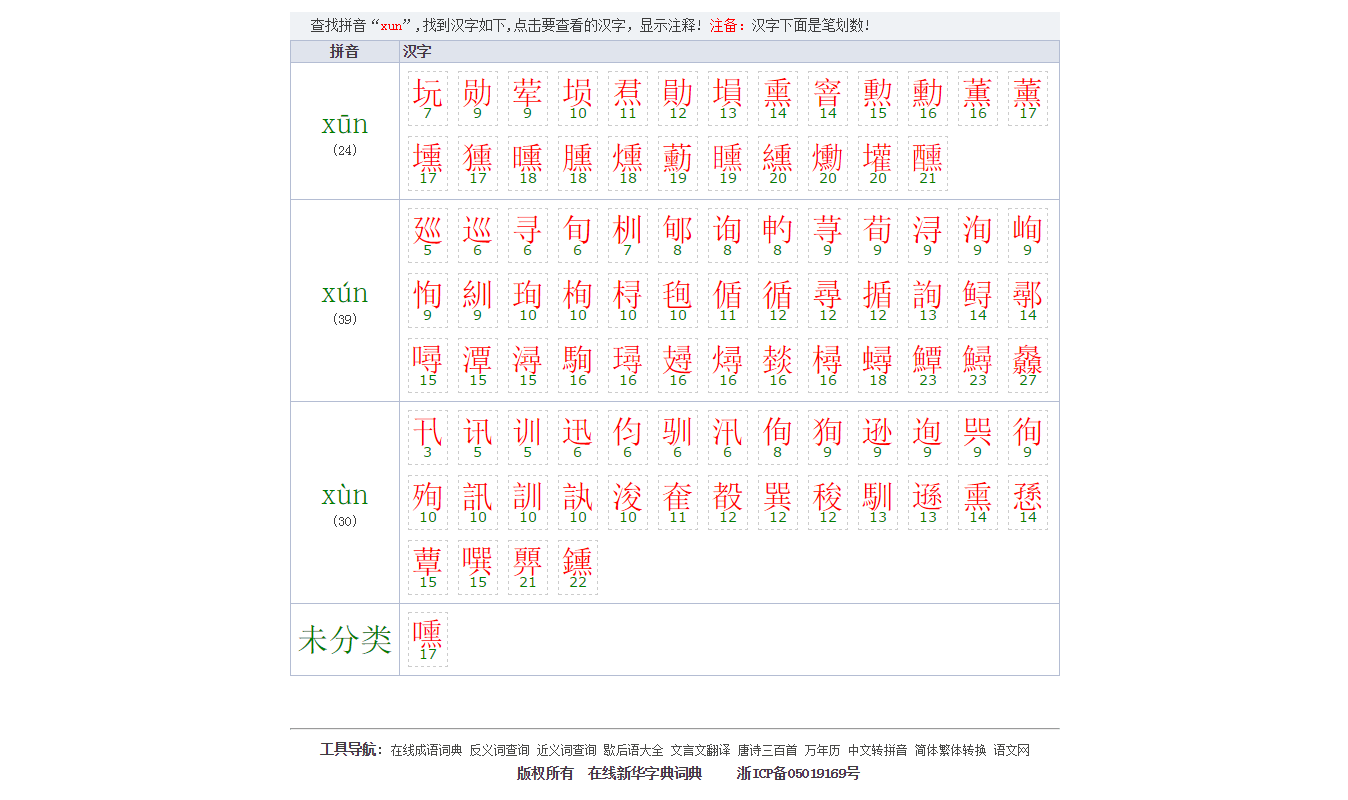 查找拼音“xun”,找到汉字如下,点击要查看的汉字，显示注释! 注备：汉字下面是笔划数!
拼音 汉字
xūn
(24)
坃 勋 荤 埙 焄 勛 塤 熏 窨 勲 勳 薫 薰
7 9 9 10 11 12 13 14 14 15 16 16 17
壎 獯 曛 臐 燻 蘍 矄 纁 爋 壦 醺
17 17 18 18 18 19 19 20 20 20 21
xún
(39)
廵 巡 寻 旬 杊 郇 询 畃 荨 荀 浔 洵 峋
5 6 6 6 7 8 8 8 9 9 9 9 9
恂 紃 珣 栒 桪 毥 偱 循 尋 揗 詢 鲟 鄩
9 9 10 10 10 10 11 12 12 12 13 14 14
噚 潭 潯 駨 璕 攳 燖 燅 樳 蟳 鱏 鱘 灥
15 15 15 16 16 16 16 16 16 18 23 23 27
xùn
(30)
卂 讯 训 迅 伨 驯 汛 侚 狥 逊 迿 巺 徇
3 5 5 6 6 6 6 8 9 9 9 9 9
殉 訊 訓 訙 浚 奞 殾 巽 稄 馴 遜 熏 愻
10 10 10 10 10 11 12 12 12 13 13 14 14
蕈 噀 顨 鑂
15 15 21 22
未分类
嚑
17
工具导航： 在线成语词典 反义词查询 近义词查询 歇后语大全 文言文翻译 唐诗三百首 万年历 中文转拼音 简体繁体转换 语文网
版权所有 在线新华字典词典 浙ICP备05019169号